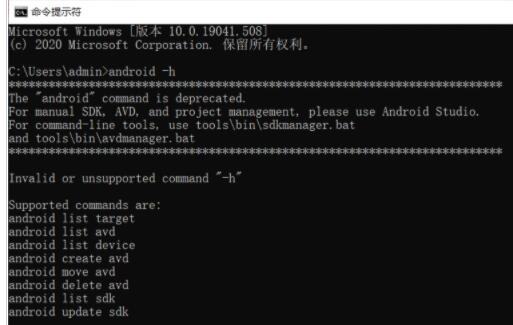 命令提示符
Microsoft Windows [版本 10.0.19041.508]
(c) 2020 Microsoft Corporation. 保留所有权利。
C:\Users\admin>android -h
**************************************************************************
The "android" command is deprecated.
For manual SDK, AVD, and project management, please use Android Studio.
For command-line tools, use tools\bin\sdkmanager.bat
and tools\bin\avdmanager.bat
**************************************************************************
Invalid or unsupported command "-h"
Supported commands are:
android list target
android list avd
android list device
android create avd
android move avd
android delete avd
android list sdk
android update sdk